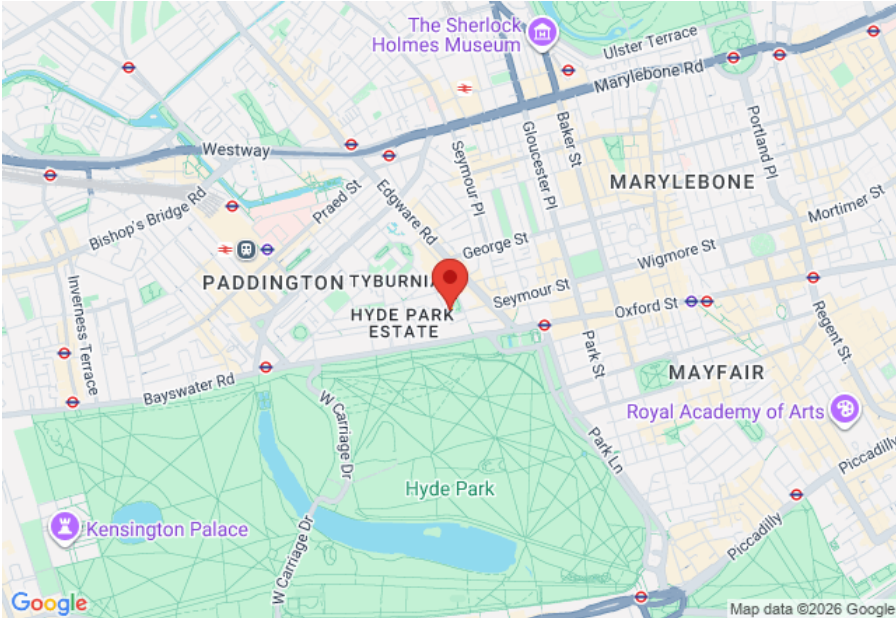 The Sherlock
Holmes Museum
Ulster Terrace
Marylebone Rd
Westway
Baker St
Gloucester Pl
Portland Pl
Seymour Pl
MARYLEBONE
Bishop's Bridge Rd
Praed St
Edgware Rd
Mortimer St
George St
Wigmore St
PADDINGTON
TYBURNIA
Seymour St
Inverness Terrace
HYDE PARK
ESTATE
Oxford St
Regent St.
Park St
MAYFAIR
Bayswater Rd
W Carriage Dr
Royal Academy of Arts
Park Ln
Piccadilly
Hyde Park
Kensington Palace
W Carriage Dr
Piccadilly
Google
Map data ©2026 Google